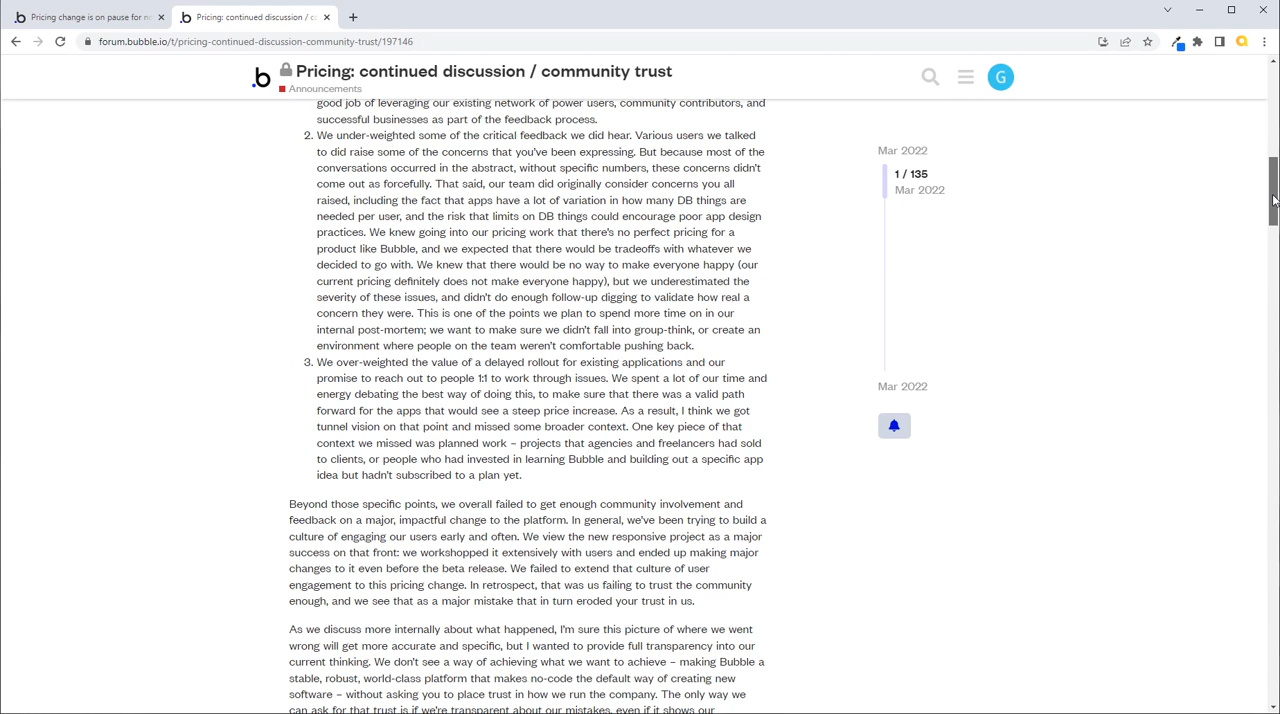 Pricing change is on pause for no
Pricing: continued discussion / co
forum.bubble.io/t/pricing-continued-discussion-community-trust/197146
.b
Pricing: continued discussion / community trust
Announcements
G
good job of leveraging our existing network of power users, community contributors, and
successful businesses as part of the feedback process.
2. We under-weighted some of the critical feedback we did hear. Various users we talked
to did raise some of the concerns that you've been expressing. But because most of the
conversations occurred in the abstract, without specific numbers, these concerns didn't
come out as forcefully. That said, our team did originally consider concerns you all
raised, including the fact that apps have a lot of variation in how many DB things are
needed per user, and the risk that limits on DB things could encourage poor app design
practices. We knew going into our pricing work that there's no perfect pricing for a
product like Bubble, and we expected that there would be tradeoffs with whatever we
decided to go with. We knew that there would be no way to make everyone happy (our
current pricing definitely does not make everyone happy), but we underestimated the
severity of these issues, and didn't do enough follow-up digging to validate how real a
concern they were. This is one of the points we plan to spend more time on in our
internal post-mortem; we want to make sure we didn't fall into group-think, or create an
environment where people on the team weren't comfortable pushing back.
3. We over-weighted the value of a delayed rollout for existing applications and our
promise to reach out to people 1:1 to work through issues. We spent a lot of our time and
energy debating the best way of doing this, to make sure that there was a valid path
forward for the apps that would see a steep price increase. As a result, I think we got
tunnel vision on that point and missed some broader context. One key piece of that
context we missed was planned work – projects that agencies and freelancers had sold
to clients, or people who had invested in learning Bubble and building out a specific app
idea but hadn't subscribed to a plan yet.
Beyond those specific points, we overall failed to get enough community involvement and
feedback on a major, impactful change to the platform. In general, we've been trying to build a
culture of engaging our users early and often. We view the new responsive project as a major
success on that front: we workshopped it extensively with users and ended up making major
changes to it even before the beta release. We failed to extend that culture of user
engagement to this pricing change. In retrospect, that was us failing to trust the community
enough, and we see that as a major mistake that in turn eroded your trust in us.
As we discuss more internally about what happened, I'm sure this picture of where we went
wrong will get more accurate and specific, but I wanted to provide full transparency into our
current thinking. We don't see a way of achieving what we want to achieve – making Bubble a
stable, robust, world-class platform that makes no-code the default way of creating new
software – without asking you to place trust in how we run the company. The only way we
can ask for that trust is if we're transparent about our mistakes, even if it shows our
Mar 2022
1 / 135
Mar 2022
Mar 2022